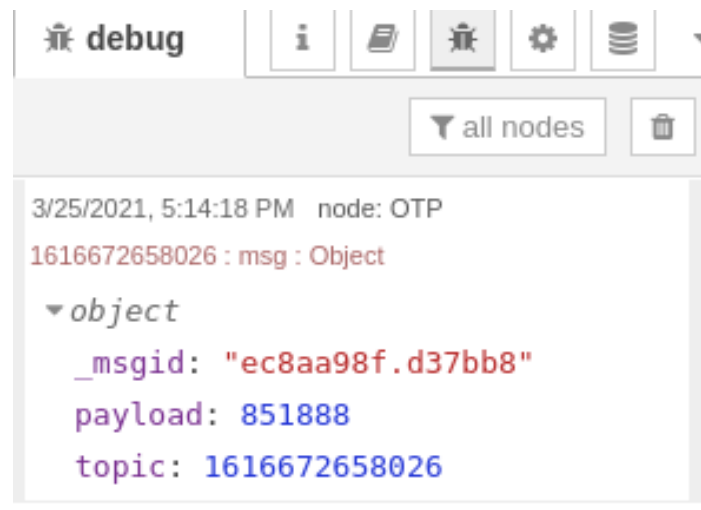 debug
all nodes
3/25/2021, 5:14:18 PM node: OTP
1616672658026 : msg : Object
object
_msgid: "ec8aa98f.d37bb8"
payload: 851888
topic: 1616672658026